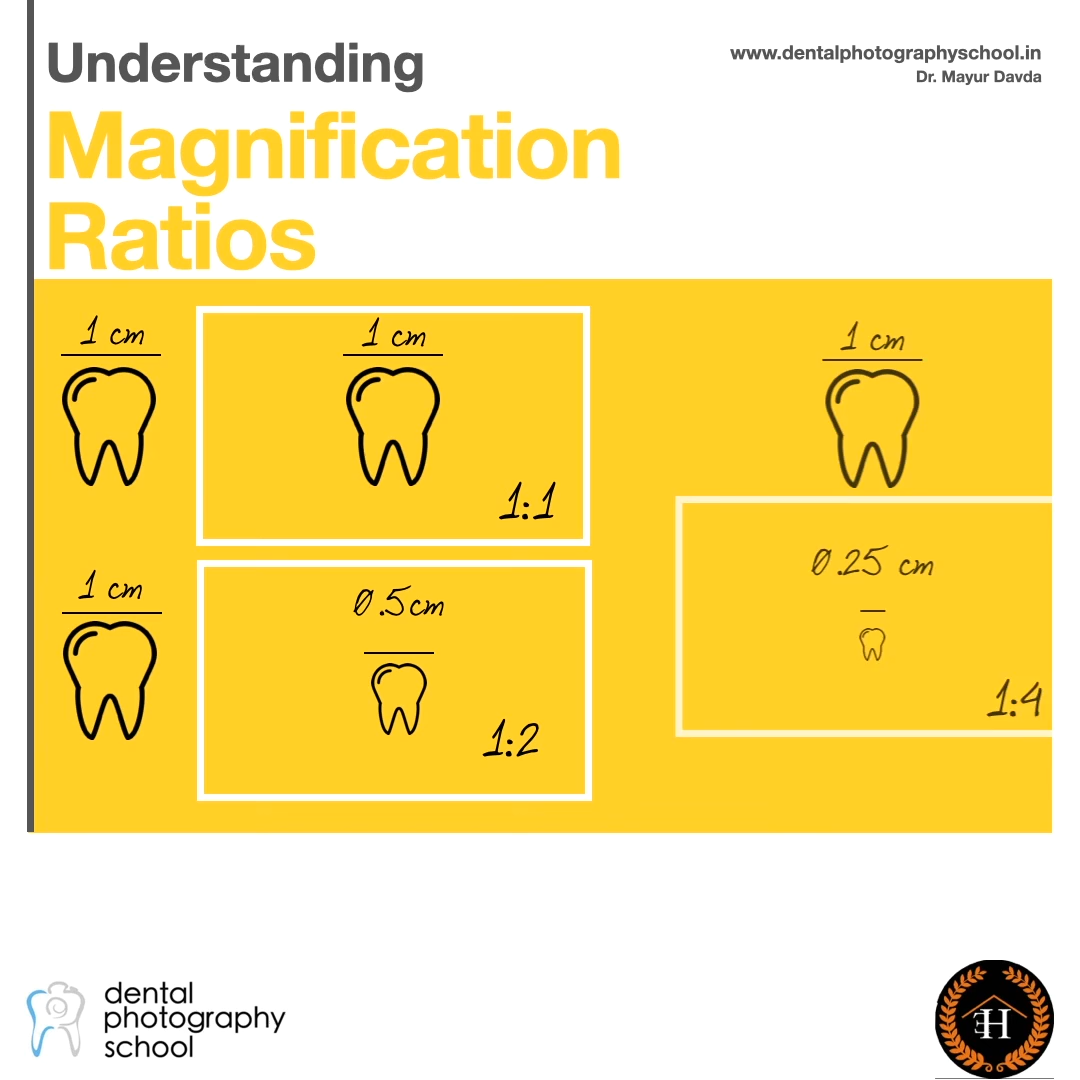 Understanding
Magnification
Ratios
www.dentalphotographyschool.in
Dr. Mayur Davda
1 cm
1 cm
1:1
1 cm
0.5cm
1:2
1 cm
0.25 cm
1:4
dental
photography
school